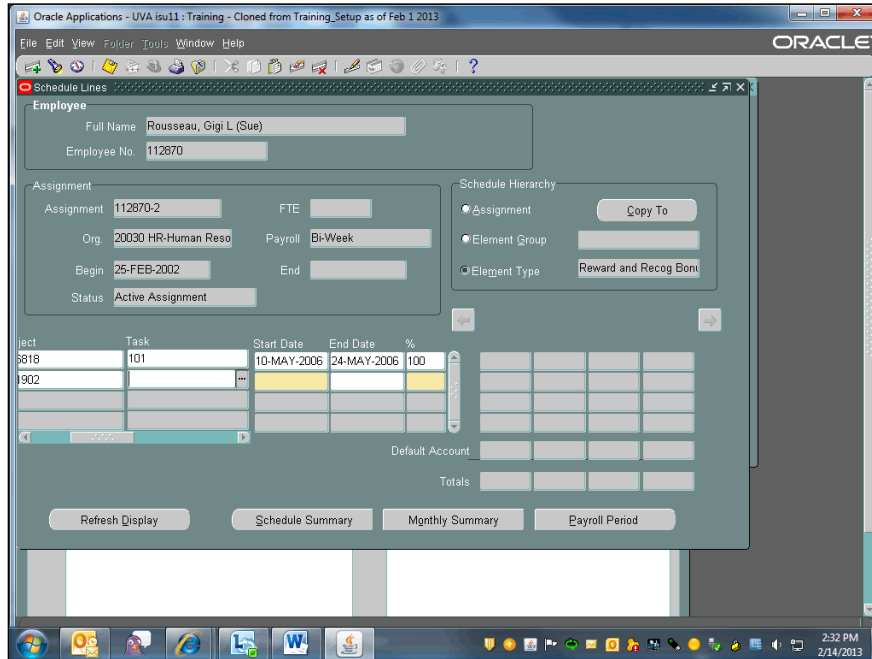 Oracle Applications - UVA isu11 : Training - Cloned from Training_Setup as of Feb 1 2013
File Edit View Folder Tools Window Help
ORACLE
Schedule Lines
Employee
Full Name Rousseau, Gigi L (Sue)
Employee No. 112870
Assignment
Assignment 112870-2 FTE
Org. 20030 HR-Human Reso Payroll Bi-Week
Begin 25-FEB-2002 End
Status Active Assignment
Schedule Hierarchy
Assignment Copy To
Element Group
Element Type Reward and Recog Bonu
ject Task Start Date End Date %
6818 101 10-MAY-2006 24-MAY-2006 100
1902
Default Account
Totals
Refresh Display Schedule Summary Monthly Summary Payroll Period
2:32 PM
2/14/2013